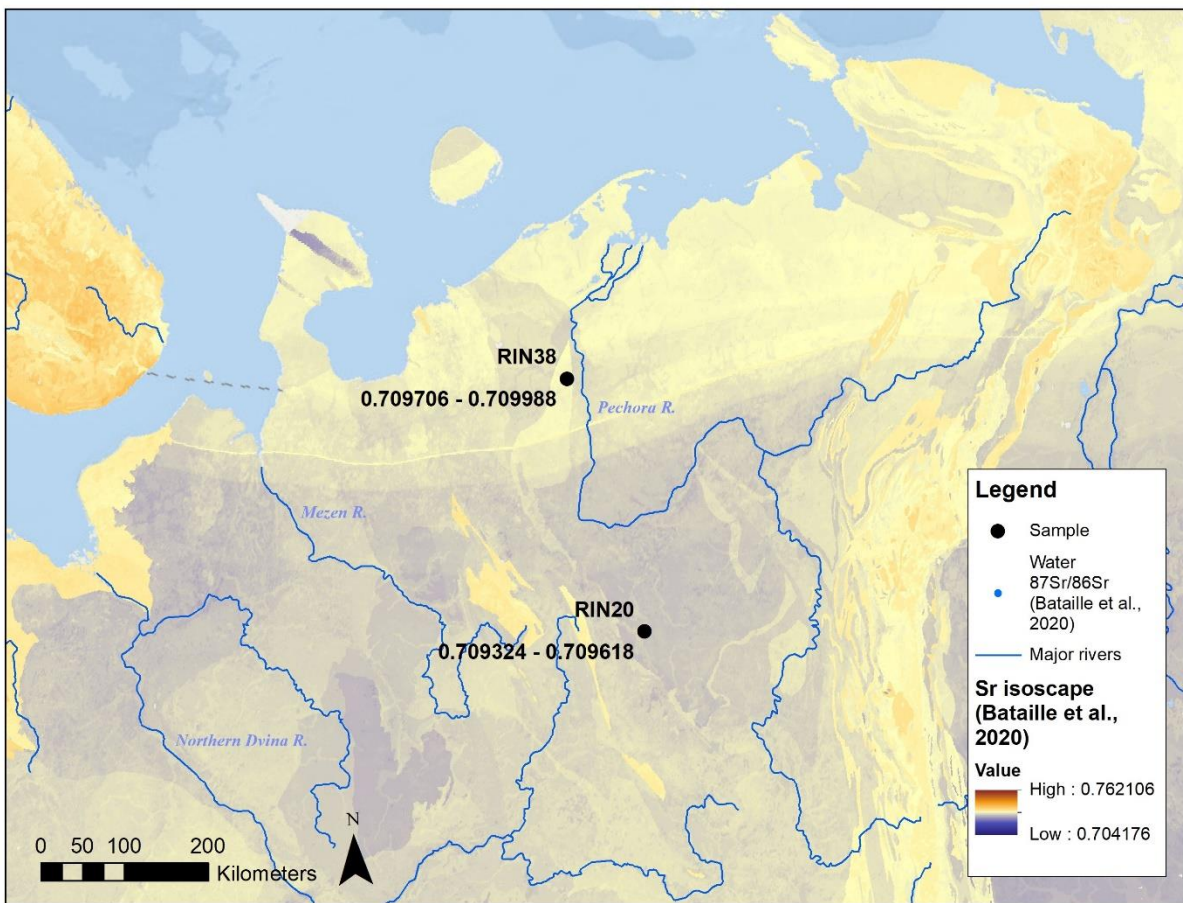 RIN38
0.709706 - 0.709988
Pechora R.
Mezen R.
RIN20
0.709324 - 0.709618
Northern Dvina R.
N
0 50 100 200
Kilometers
Legend
Sample
Water
87Sr/86Sr
(Bataille et al.,
2020)
Major rivers
Sr isoscape
(Bataille et al.,
2020)
Value
High : 0.762106
Low : 0.704176